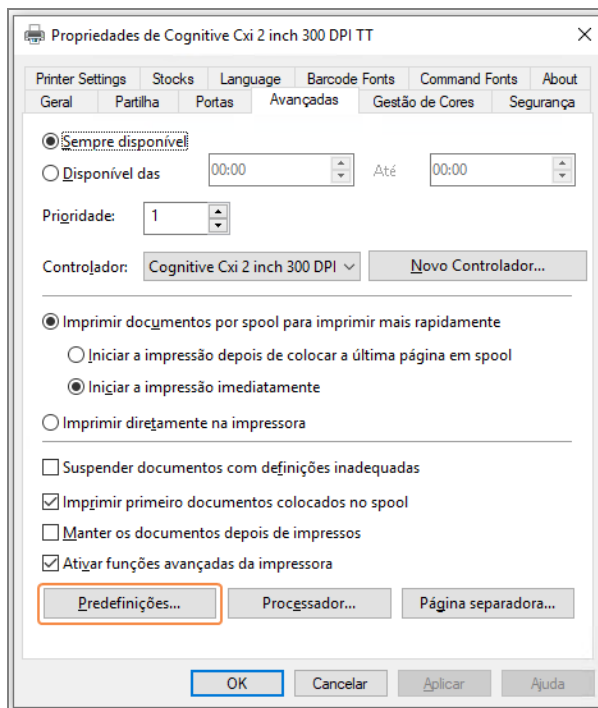 Propriedades de Cognitive Cxi 2 inch 300 DPI TT
Printer Settings Stocks Language Barcode Fonts Command Fonts About
Geral Partilha Portas Avançadas Gestão de Cores Segurança
Sempre disponível
Disponível das 00:00 Até 00:00
Prioridade: 1
Controlador: Cognitive Cxi 2 inch 300 DPI Novo Controlador...
Imprimir documentos por spool para imprimir mais rapidamente
Iniciar a impressão depois de colocar a última página em spool
Iniciar a impressão imediatamente
Imprimir diretamente na impressora
Suspender documentos com definições inadequadas
Imprimir primeiro documentos colocados no spool
Manter os documentos depois de impressos
Ativar funções avançadas da impressora
Predefinições... Processador... Página separadora...
OK Cancelar Aplicar Ajuda